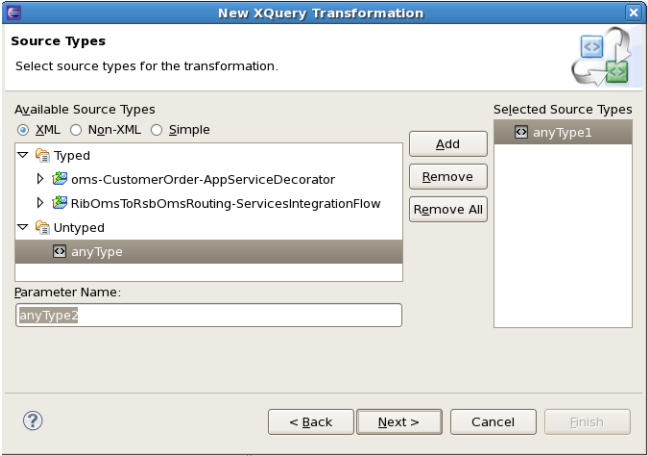 New XQuery Transformation
Source Types
Select source types for the transformation.
Available Source Types
XML Non-XML Simple
Typed
oms-CustomerOrder-AppServiceDecorator
RibOmsToRsbOmsRouting-ServicesIntegrationFlow
Untyped
anyType
Parameter Name:
anyType2
Add
Remove
Remove All
Selected Source Types
anyType1
? < Back Next > Cancel Finish